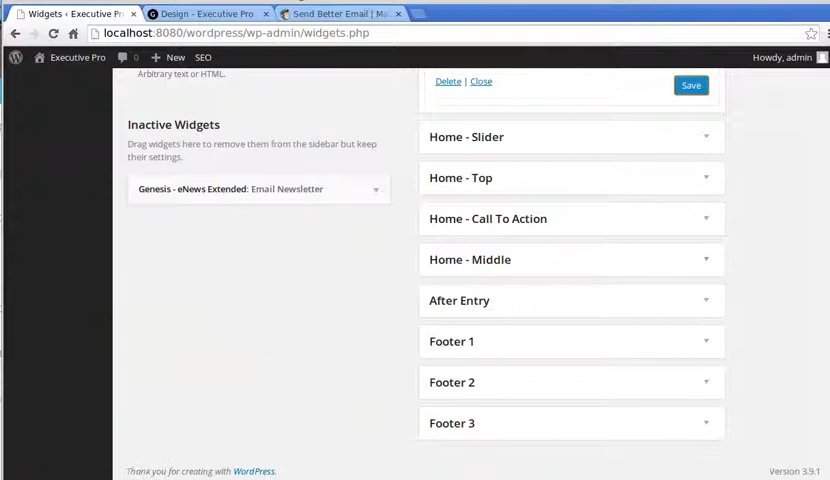 Widgets ‹ Executive Pr
Design - Executive Pro
Send Better Email | Ma
localhost:8080/wordpress/wp-admin/widgets.php
Executive Pro
0
New
SEO
Howdy, admin
Arbitrary text or HTML.
Delete | Close
Save
Inactive Widgets
Drag widgets here to remove them from the sidebar but keep
their settings.
Genesis - eNews Extended: Email Newsletter
Home - Slider
Home - Top
Home - Call To Action
Home - Middle
After Entry
Footer 1
Footer 2
Footer 3
Thank you for creating with WordPress.
Version 3.9.1